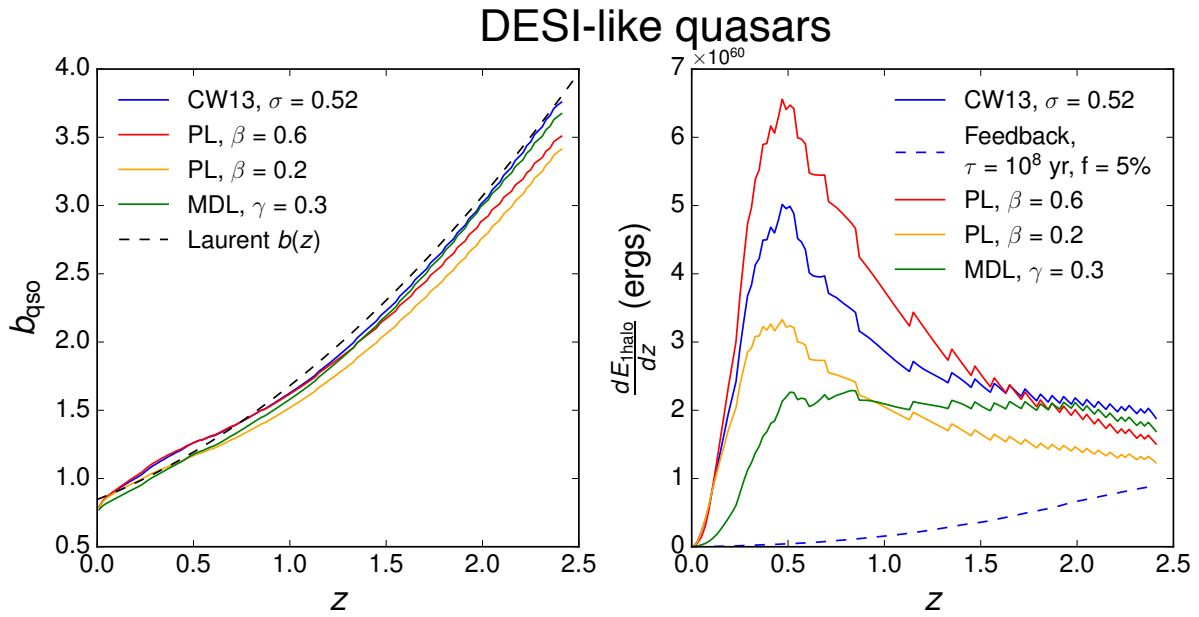 DESI-like quasars
4.0
3.5
3.0
2.5
2.0
1.5
1.0
0.5
b_qso
CW13, σ = 0.52
PL, β = 0.6
PL, β = 0.2
MDL, γ = 0.3
Laurent b(z)
0.0 0.5 1.0 1.5 2.0 2.5
z
×10^60
7
6
5
4
3
2
1
0
dE_1halo/dz (ergs)
CW13, σ = 0.52
Feedback,
τ = 10^8 yr, f = 5%
PL, β = 0.6
PL, β = 0.2
MDL, γ = 0.3
0.0 0.5 1.0 1.5 2.0 2.5
z